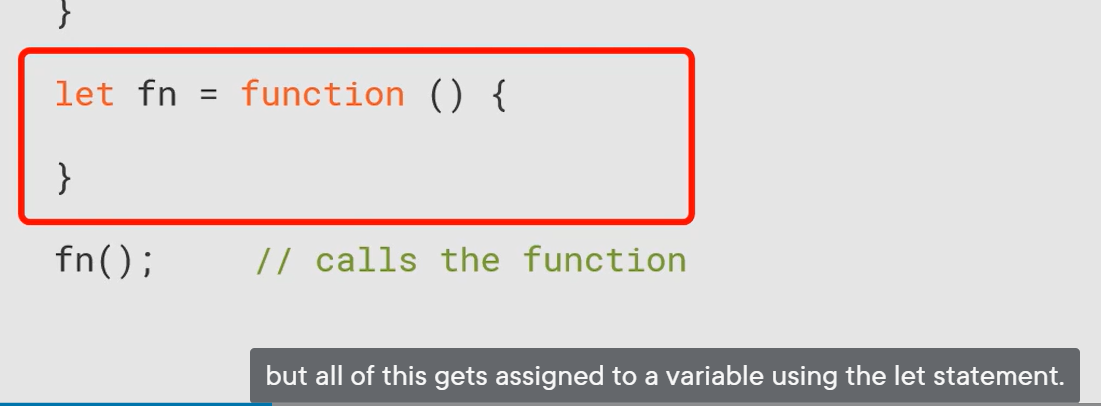 }
let fn = function () {
}
fn();     // calls the function
but all of this gets assigned to a variable using the let statement.